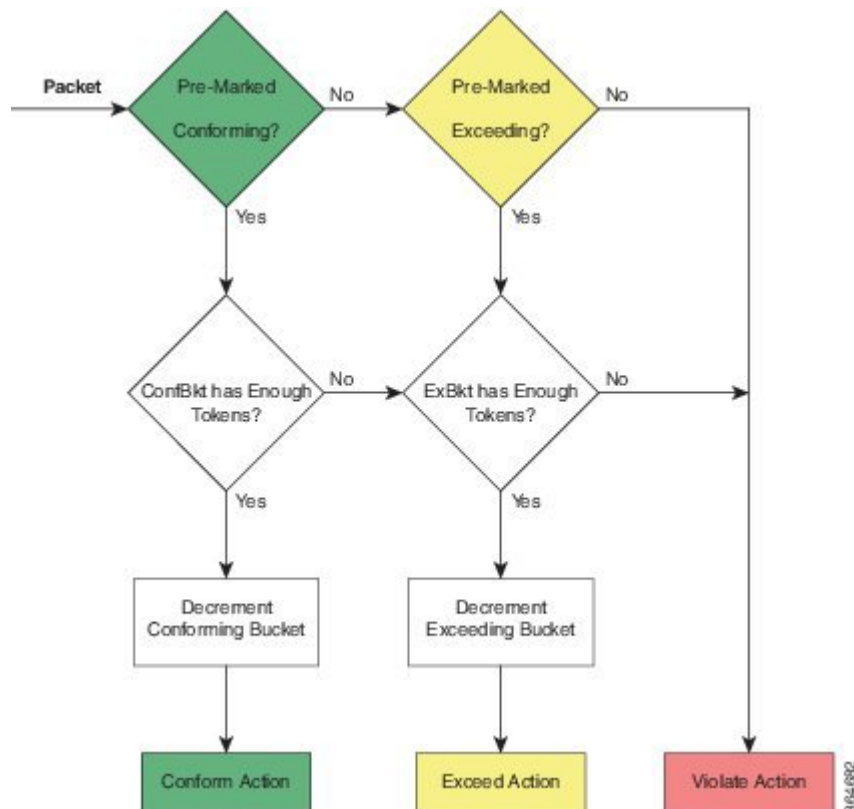 Packet
Pre-Marked
Conforming?
No
Pre-Marked
Exceeding?
No
Yes
Yes
ConfBkt has Enough
Tokens?
No
ExBkt has Enough
Tokens?
No
Yes
Yes
Decrement
Conforming Bucket
Decrement
Exceeding Bucket
Conform Action
Exceed Action
Violate Action